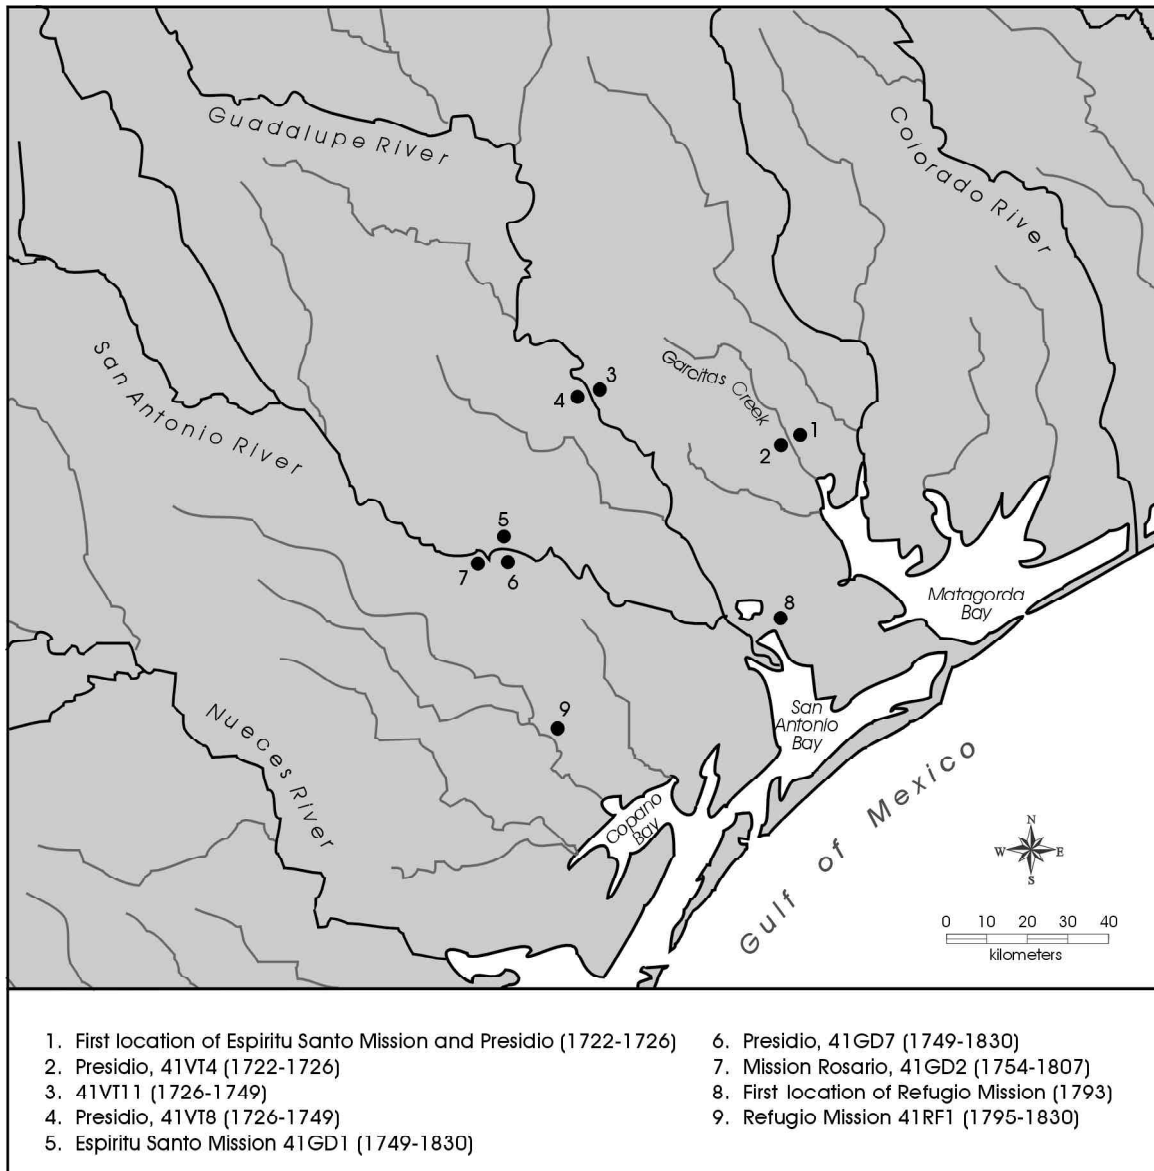 Guadalupe River
Coiorado River
San Antonio River
Garcitas Creek
3
4
1
2
5
7
6
8
Matagorda
Bay
9
San
Antonio
Bay
Nueces River
Copano
Bay
Gulf of Mexico
N
W E
S
0 10 20 30 40
kilometers
1. First location of Espiritu Santo Mission and Presidio (1722-1726)
2. Presidio, 41VT4 (1722-1726)
3. 41VT11 (1726-1749)
4. Presidio, 41VT8 (1726-1749)
5. Espiritu Santo Mission 41GD1 (1749-1830)
6. Presidio, 41GD7 (1749-1830)
7. Mission Rosario, 41GD2 (1754-1807)
8. First location of Refugio Mission (1793)
9. Refugio Mission 41RF1 (1795-1830)